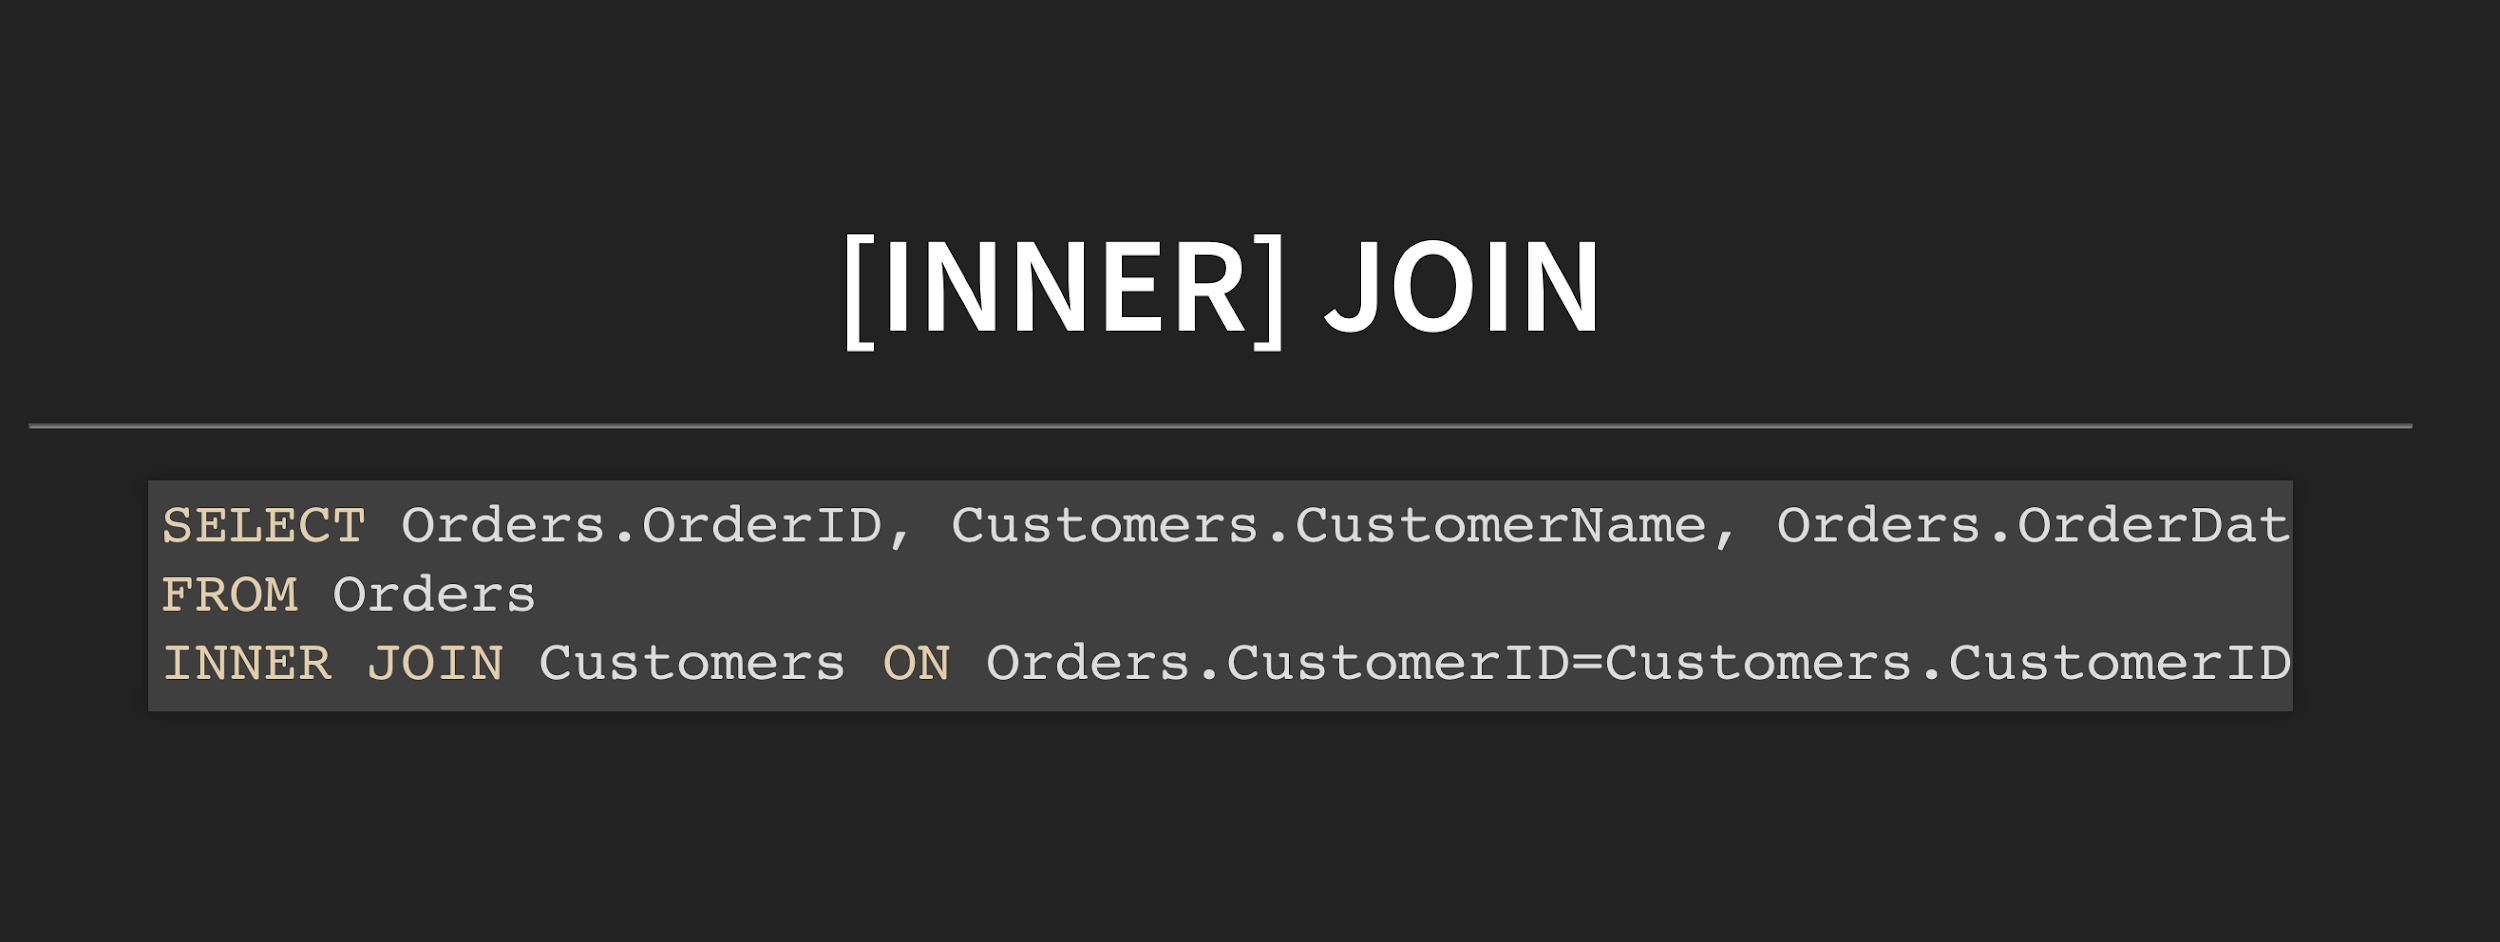 [INNER] JOIN
SELECT Orders.OrderID, Customers.CustomerName, Orders.OrderDat
FROM Orders
INNER JOIN Customers ON Orders.CustomerID=Customers.CustomerID